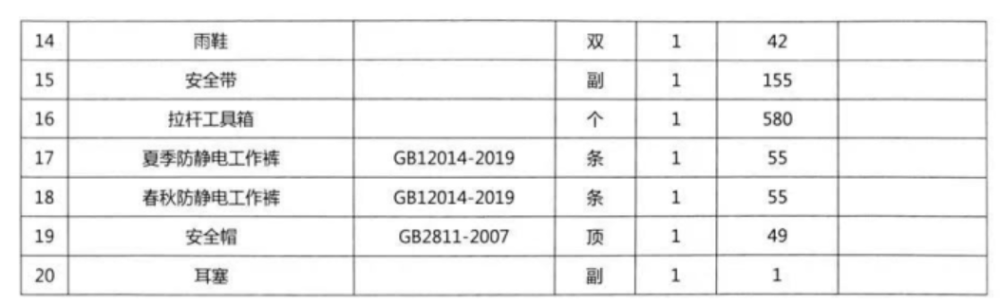 14 雨鞋 双 1 42
15 安全带 副 1 155
16 拉杆工具箱 个 1 580
17 夏季防静电工作裤 GB12014-2019 条 1 55
18 春秋防静电工作裤 GB12014-2019 条 1 55
19 安全帽 GB2811-2007 顶 1 49
20 耳塞 副 1 1